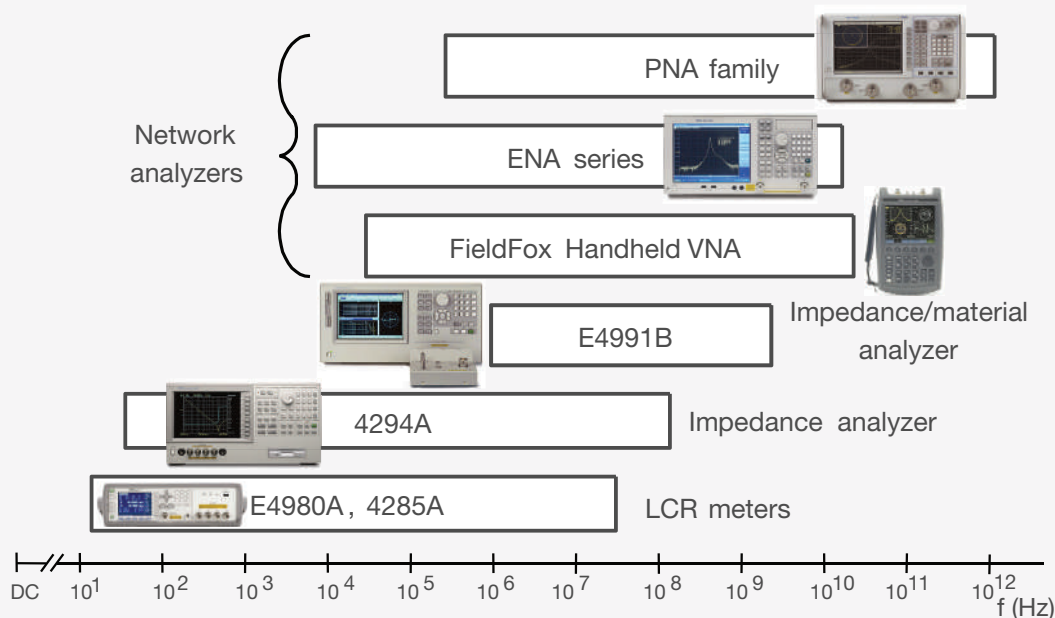 PNA family
Network
analyzers
ENA series
FieldFox Handheld VNA
E4991B
Impedance/material
analyzer
4294A
Impedance analyzer
E4980A, 4285A
LCR meters
DC 10¹ 10² 10³ 10⁴ 10⁵ 10⁶ 10⁷ 10⁸ 10⁹ 10¹⁰ 10¹¹ 10¹²
f (Hz)